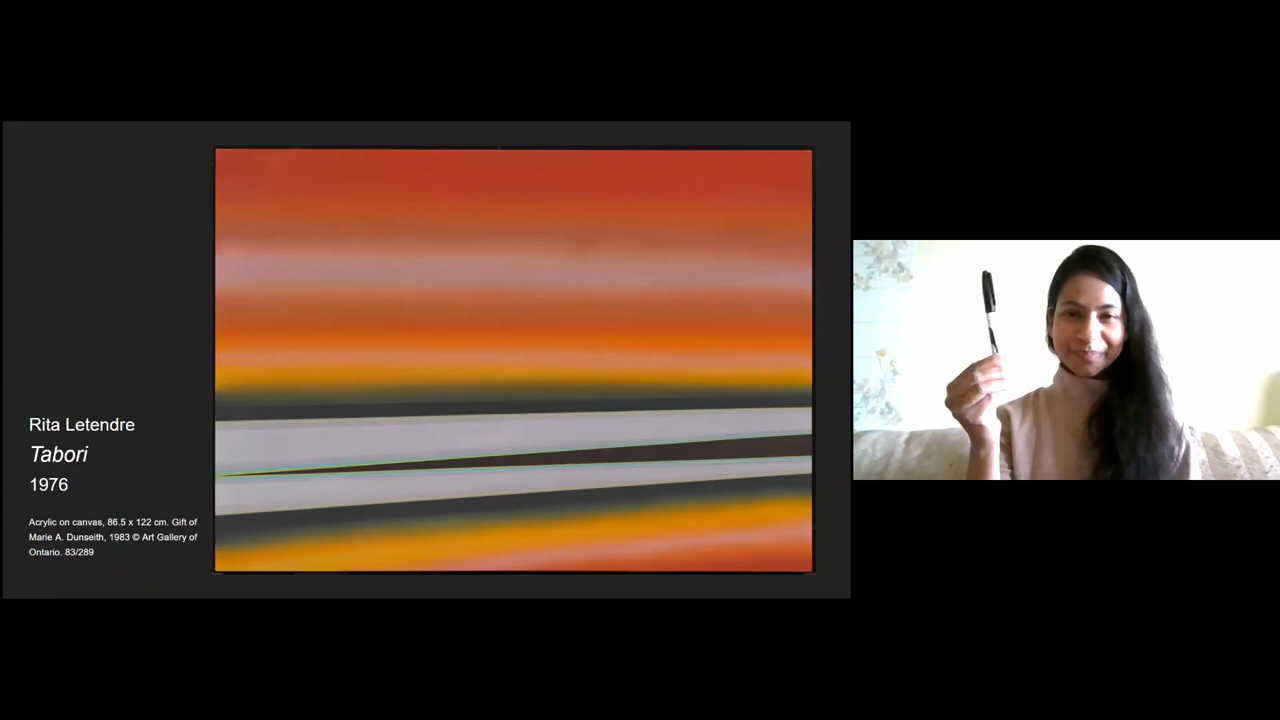 Rita Letendre
Tabori
1976
Acrylic on canvas, 86.5 x 122 cm. Gift of
Marie A. Dunseith, 1983 © Art Gallery of
Ontario. 83/289